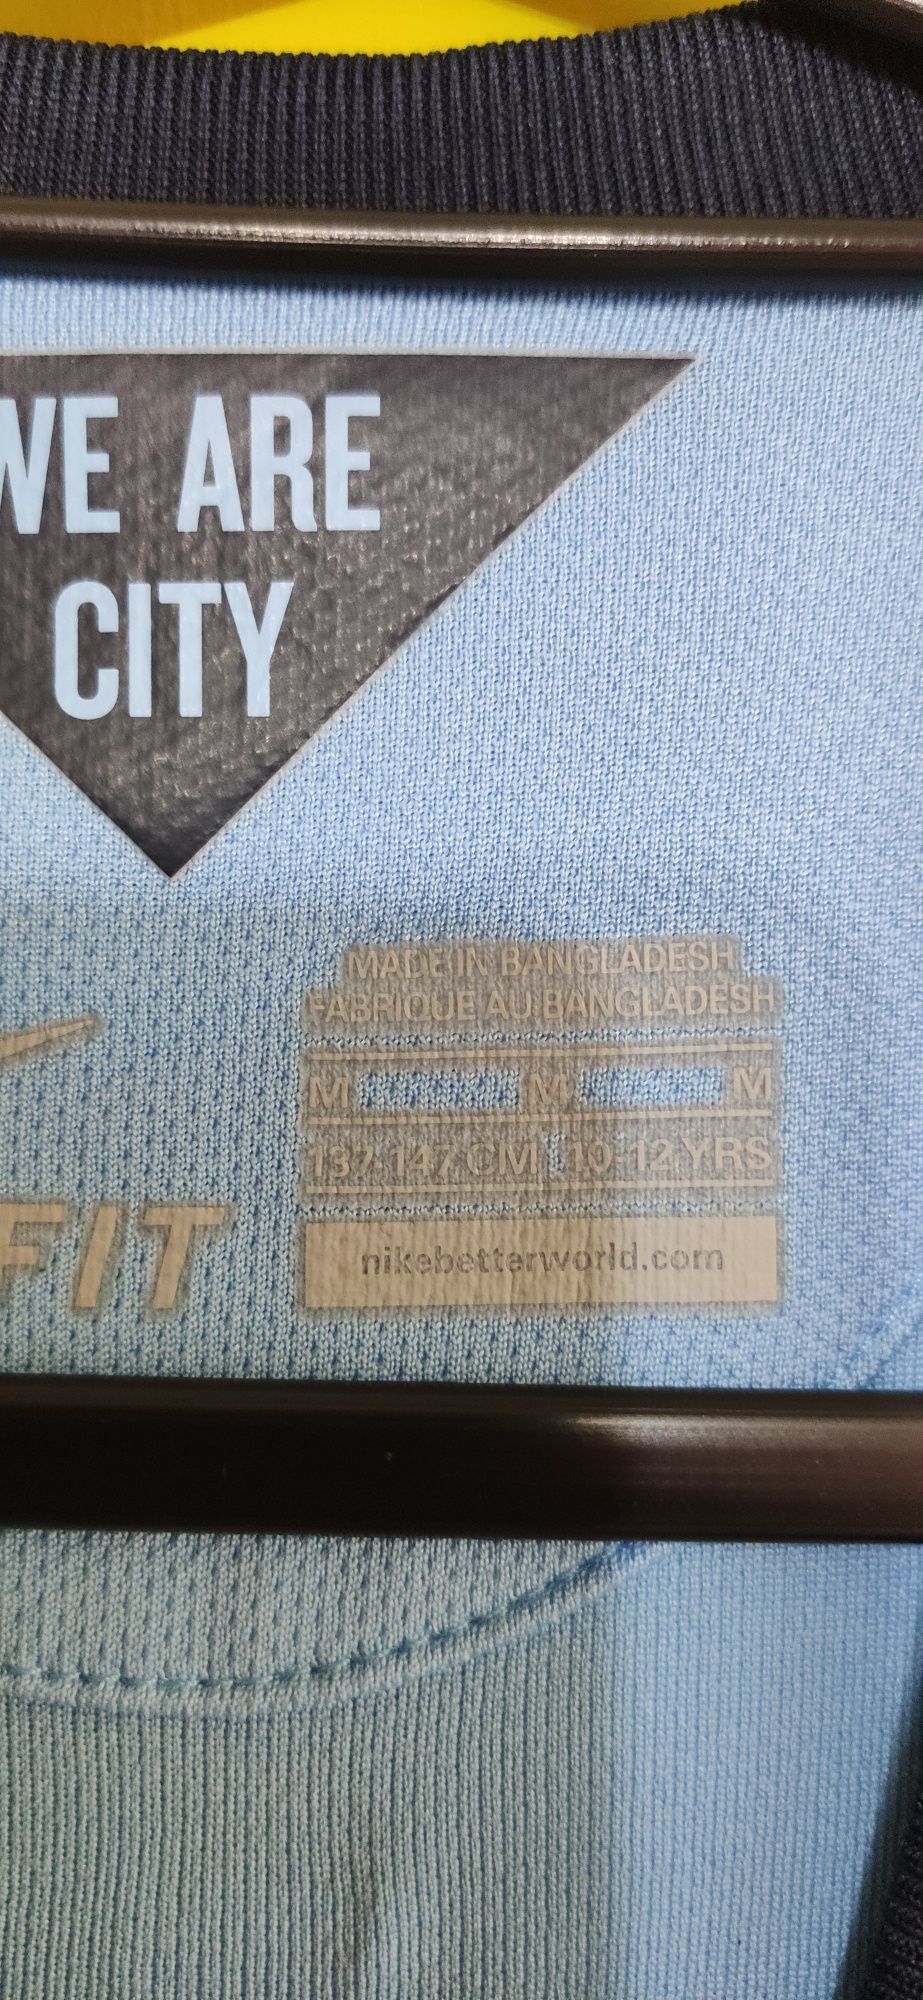 WE ARE
CITY
MADE IN BANGLADESH
FABRIQUE AU BANGLADESH
M M M
137-147 CM 10-12 YRS
FIT
nikebetterworld.com